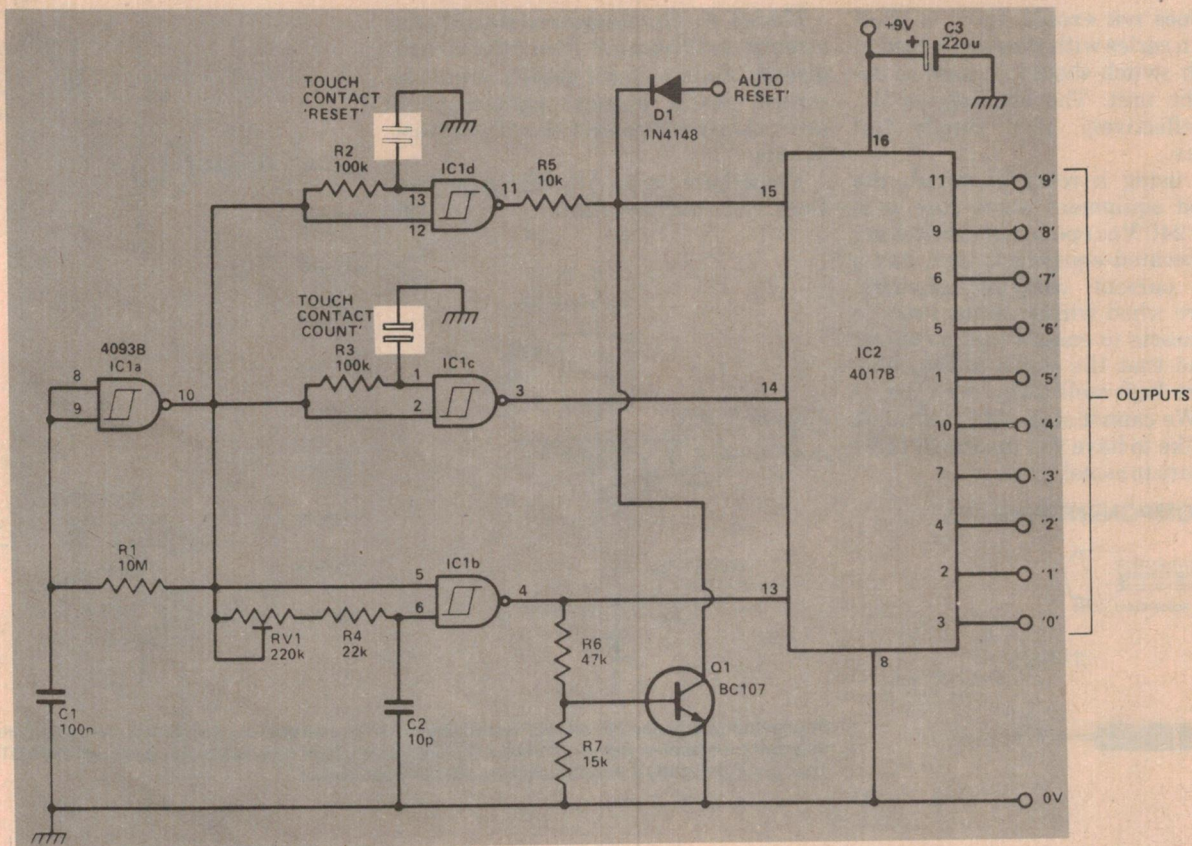 +9V
C3
220u
+
TOUCH
CONTACT
'RESET'
AUTO
RESET'
D1
1N4148
R2
100k
IC1d
13
12
11
R5
10k
15
16
11
'9'
9
'8'
6
'7'
5
'6'
1
'5'
10
'4'
7
'3'
4
'2'
2
'1'
3
'0'
OUTPUTS
IC2
4017B
TOUCH
CONTACT
COUNT'
R3
100k
IC1c
1
2
3
14
4093B
IC1a
8
9
10
R1
10M
IC1b
5
6
4
13
RV1
220k
R4
22k
R6
47k
Q1
BC107
8
C1
100n
C2
10p
R7
15k
0V